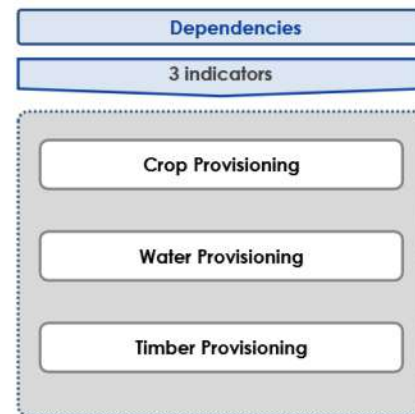 Dependencies
3 indicators
Crop Provisioning
Water Provisioning
Timber Provisioning